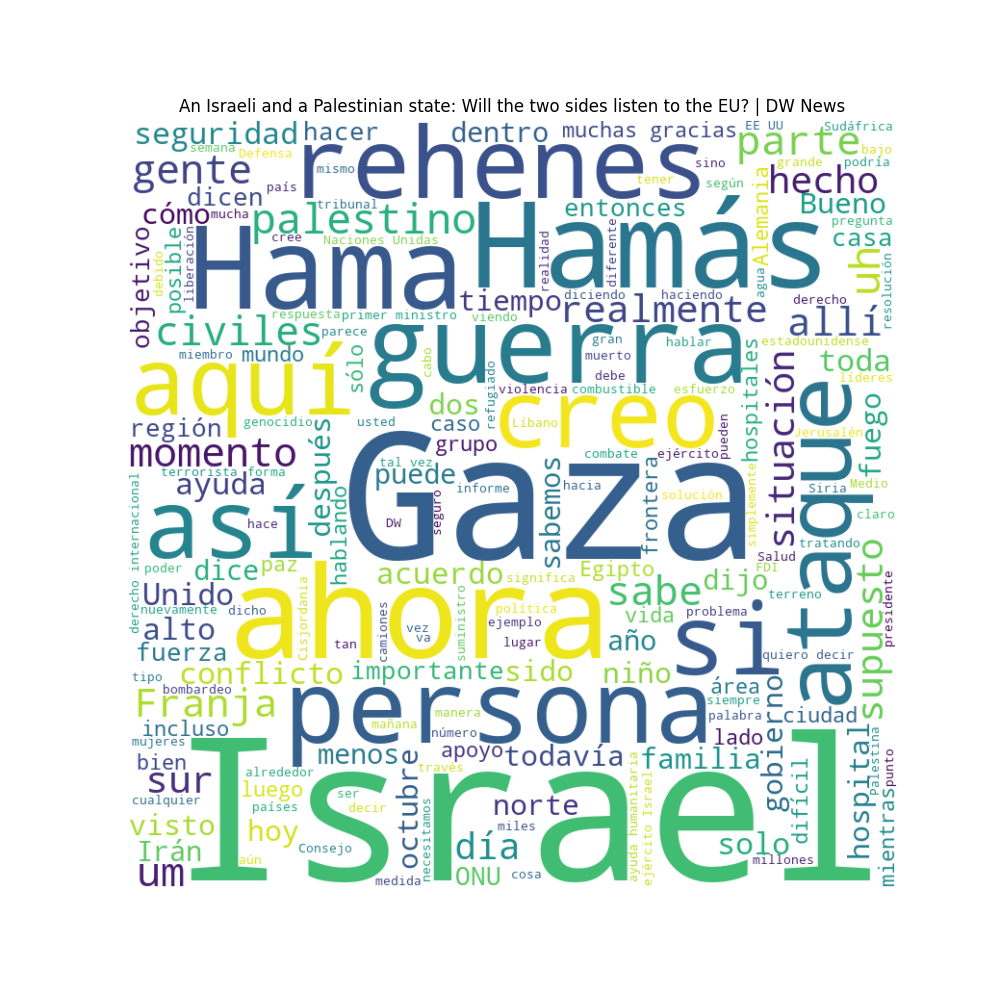 An Israeli and a Palestinian state: Will the two sides listen to the EU? | DW News
seguridad hacer dentro muchas gracias EE UU Sudáfrica
semana Defensa rehenes parte bajo
gente mismo sino tener según grande podría hecho
dicen país tribunal Alemania
cómo mucha palestino Hamás entonces Bueno pregunta
cree Naciones Unidas realidad diferente casa
objetivo debido posible liberación Hama agua uh resolución
tiempo diciendo haciendo realmente derecho allí
respuesta primer ministro viendo
civiles parece guerra gran hablar estadounidense
miembro mundo sólo cabo muerto toda
aquí refugiado debe líderes
violencia combustible esfuerzo hospitales situación ataque fuego
dos creo Líbano pueden Jerusalén
región genocidio usted caso
momento después grupo combate ejército
terrorista forma tal vez Gaza Siria Medio
ayuda puede informe hacia solución simplemente
así hace hablando DW seguro sabemos frontera claro
derecho internacional Salud tratando
poder dice paz acuerdo significa Egipto sabe dijo FDI supuesto presidente
Unido ahora política terreno
nuevamente dicho Cisjordania camiones suministro ejemplo vida problema
alto tan vez va lugar año si
fuerza quiero decir
tipo conflicto importante sido niño área gobierno
bombardeo siempre
Franja persona mañana manera palabra ciudad
incluso número lado
mujeres menos apoyo todavía familia hospital Palestina punto
bien octubre través
sur alrededor difícil mientras
cualquier luego países ser decir norte ayuda humanitaria ejército Israel
visto hoy necesitamos miles
Irán aún Consejo Israel día solo millones
um medida ONU cosa